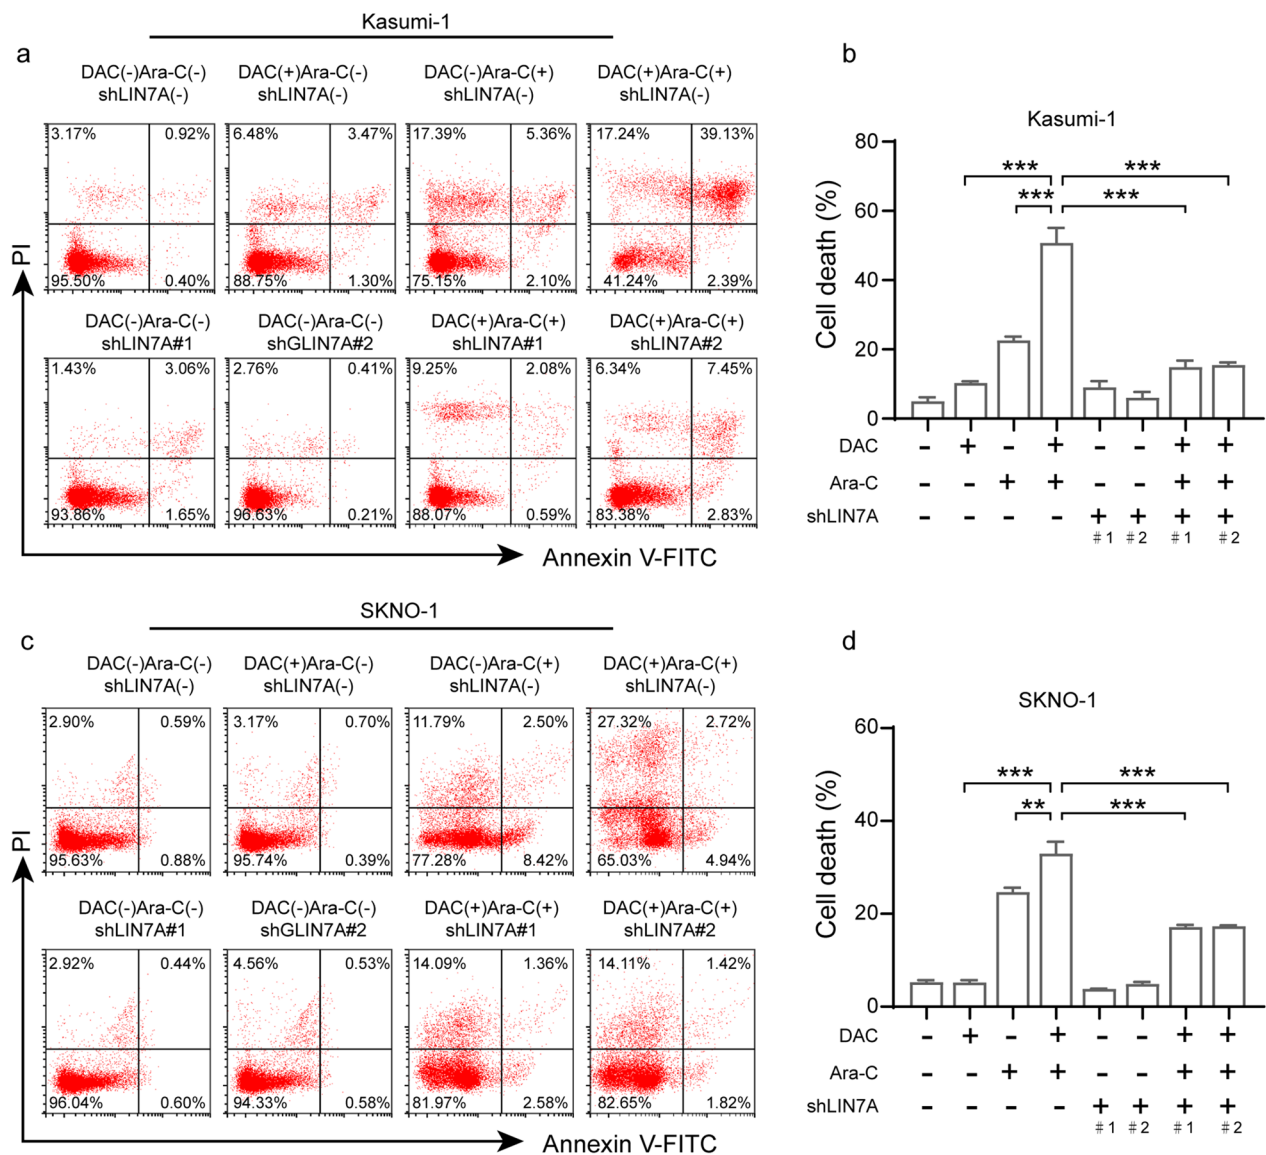 Kasumi-1
a
DAC(-)Ara-C(-)
shLIN7A(-)
DAC(+)Ara-C(-)
shLIN7A(-)
DAC(-)Ara-C(+)
shLIN7A(-)
DAC(+)Ara-C(+)
shLIN7A(-)
3.17% 0.92%
95.50% 0.40%
6.48% 3.47%
88.75% 1.30%
17.39% 5.36%
75.15% 2.10%
17.24% 39.13%
41.24% 2.39%
PI
DAC(-)Ara-C(-)
shLIN7A#1
DAC(-)Ara-C(-)
shGLIN7A#2
DAC(+)Ara-C(+)
shLIN7A#1
DAC(+)Ara-C(+)
shLIN7A#2
1.43% 3.06%
93.86% 1.65%
2.76% 0.41%
96.63% 0.21%
9.25% 2.08%
88.07% 0.59%
6.34% 7.45%
83.38% 2.83%
Annexin V-FITC
b
Kasumi-1
Cell death (%)
80
60
40
20
0
*** ***
*** ***
DAC - + - + - - + +
Ara-C - - + + - - + +
shLIN7A - - - - + + + +
#1 #2 #1 #2
SKNO-1
c
DAC(-)Ara-C(-)
shLIN7A(-)
DAC(+)Ara-C(-)
shLIN7A(-)
DAC(-)Ara-C(+)
shLIN7A(-)
DAC(+)Ara-C(+)
shLIN7A(-)
2.90% 0.59%
95.63% 0.88%
3.17% 0.70%
95.74% 0.39%
11.79% 2.50%
77.28% 8.42%
27.32% 2.72%
65.03% 4.94%
PI
DAC(-)Ara-C(-)
shLIN7A#1
DAC(-)Ara-C(-)
shGLIN7A#2
DAC(+)Ara-C(+)
shLIN7A#1
DAC(+)Ara-C(+)
shLIN7A#2
2.92% 0.44%
96.04% 0.60%
4.56% 0.53%
94.33% 0.58%
14.09% 1.36%
81.97% 2.58%
14.11% 1.42%
82.65% 1.82%
Annexin V-FITC
d
SKNO-1
Cell death (%)
60
40
20
0
*** ***
** ***
DAC - + - + - - + +
Ara-C - - + + - - + +
shLIN7A - - - - + + + +
#1 #2 #1 #2